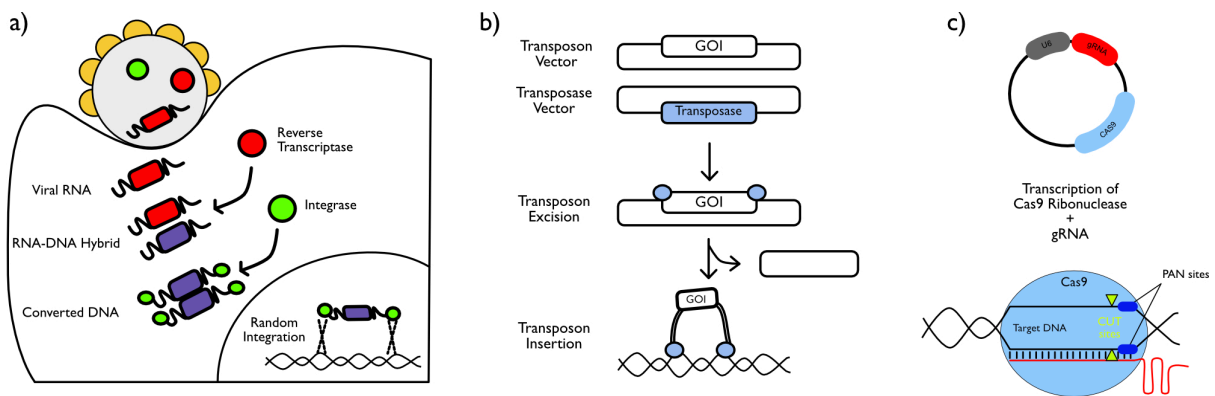 a)
Reverse
Transcriptase
Viral RNA
Integrase
RNA-DNA Hybrid
Converted DNA
Random
Integration
b)
Transposon
Vector
GOI
Transposase
Vector
Transposase
Transposon
Excision
GOI
GOI
Transposon
Insertion
c)
U6
gRNA
CAS9
Transcription of
Cas9 Ribonuclease
+
gRNA
PAN sites
Cas9
Target DNA
CUT
sites